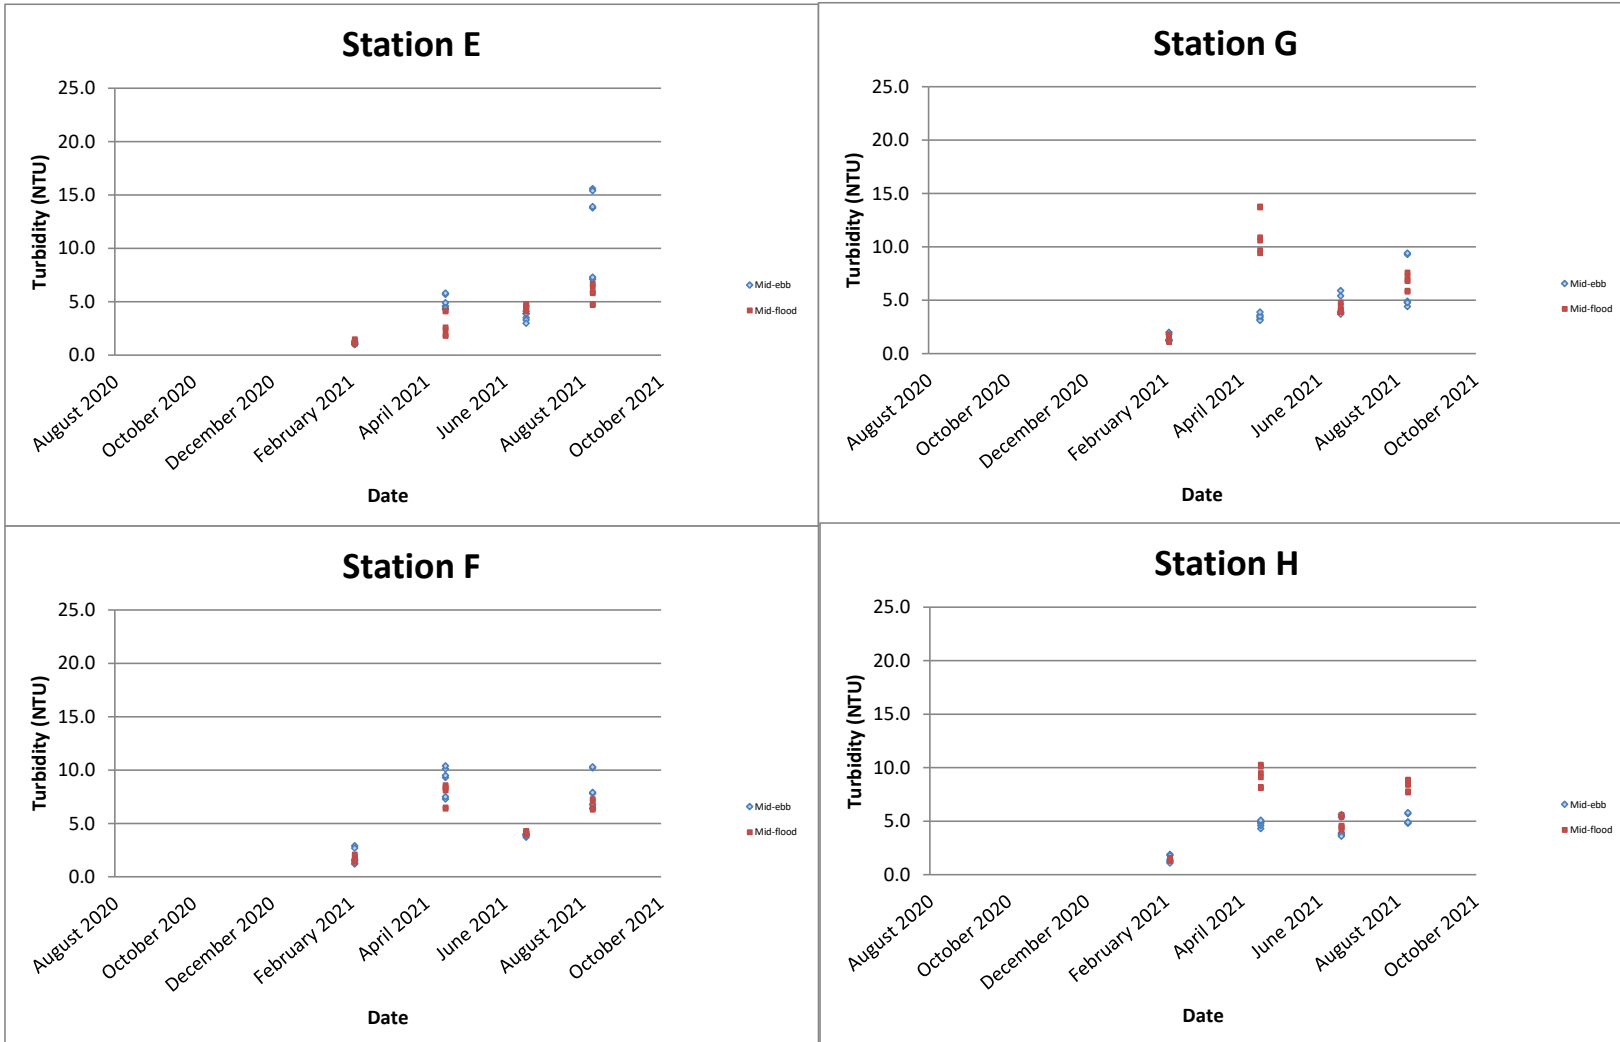 Station E
25.0
20.0
15.0
10.0
5.0
0.0
Turbidity (NTU)
August 2020
October 2020
December 2020
February 2021
April 2021
June 2021
August 2021
October 2021
Date
Mid-ebb
Mid-flood
Station G
25.0
20.0
15.0
10.0
5.0
0.0
Turbidity (NTU)
August 2020
October 2020
December 2020
February 2021
April 2021
June 2021
August 2021
October 2021
Date
Mid-ebb
Mid-flood
Station F
25.0
20.0
15.0
10.0
5.0
0.0
Turbidity (NTU)
August 2020
October 2020
December 2020
February 2021
April 2021
June 2021
August 2021
October 2021
Date
Mid-ebb
Mid-flood
Station H
25.0
20.0
15.0
10.0
5.0
0.0
Turbidity (NTU)
August 2020
October 2020
December 2020
February 2021
April 2021
June 2021
August 2021
October 2021
Date
Mid-ebb
Mid-flood